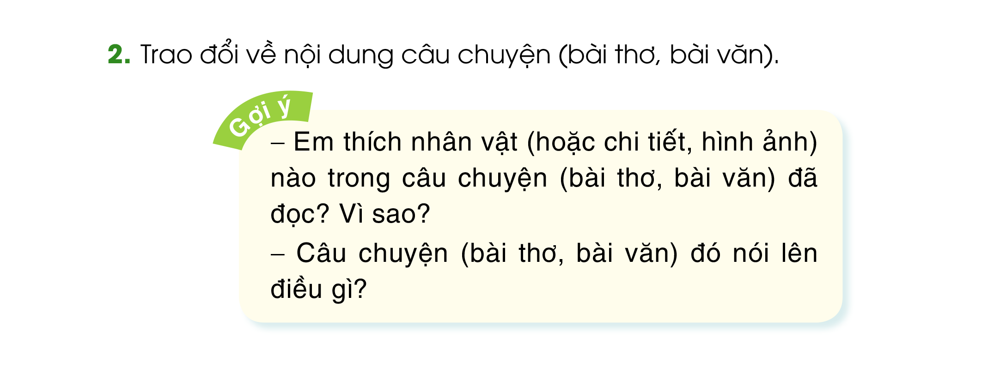 2. Trao đổi về nội dung câu chuyện (bài thơ, bài văn).
Gợi ý
– Em thích nhân vật (hoặc chi tiết, hình ảnh)
nào trong câu chuyện (bài thơ, bài văn) đã
đọc? Vì sao?
– Câu chuyện (bài thơ, bài văn) đó nói lên
điều gì?